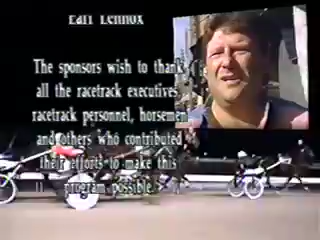 Earl Lennox
The sponsors wish to thank
all the racetrack executives,
racetrack personnel, horsemen
and others who contributed
their efforts to make this
program possible.